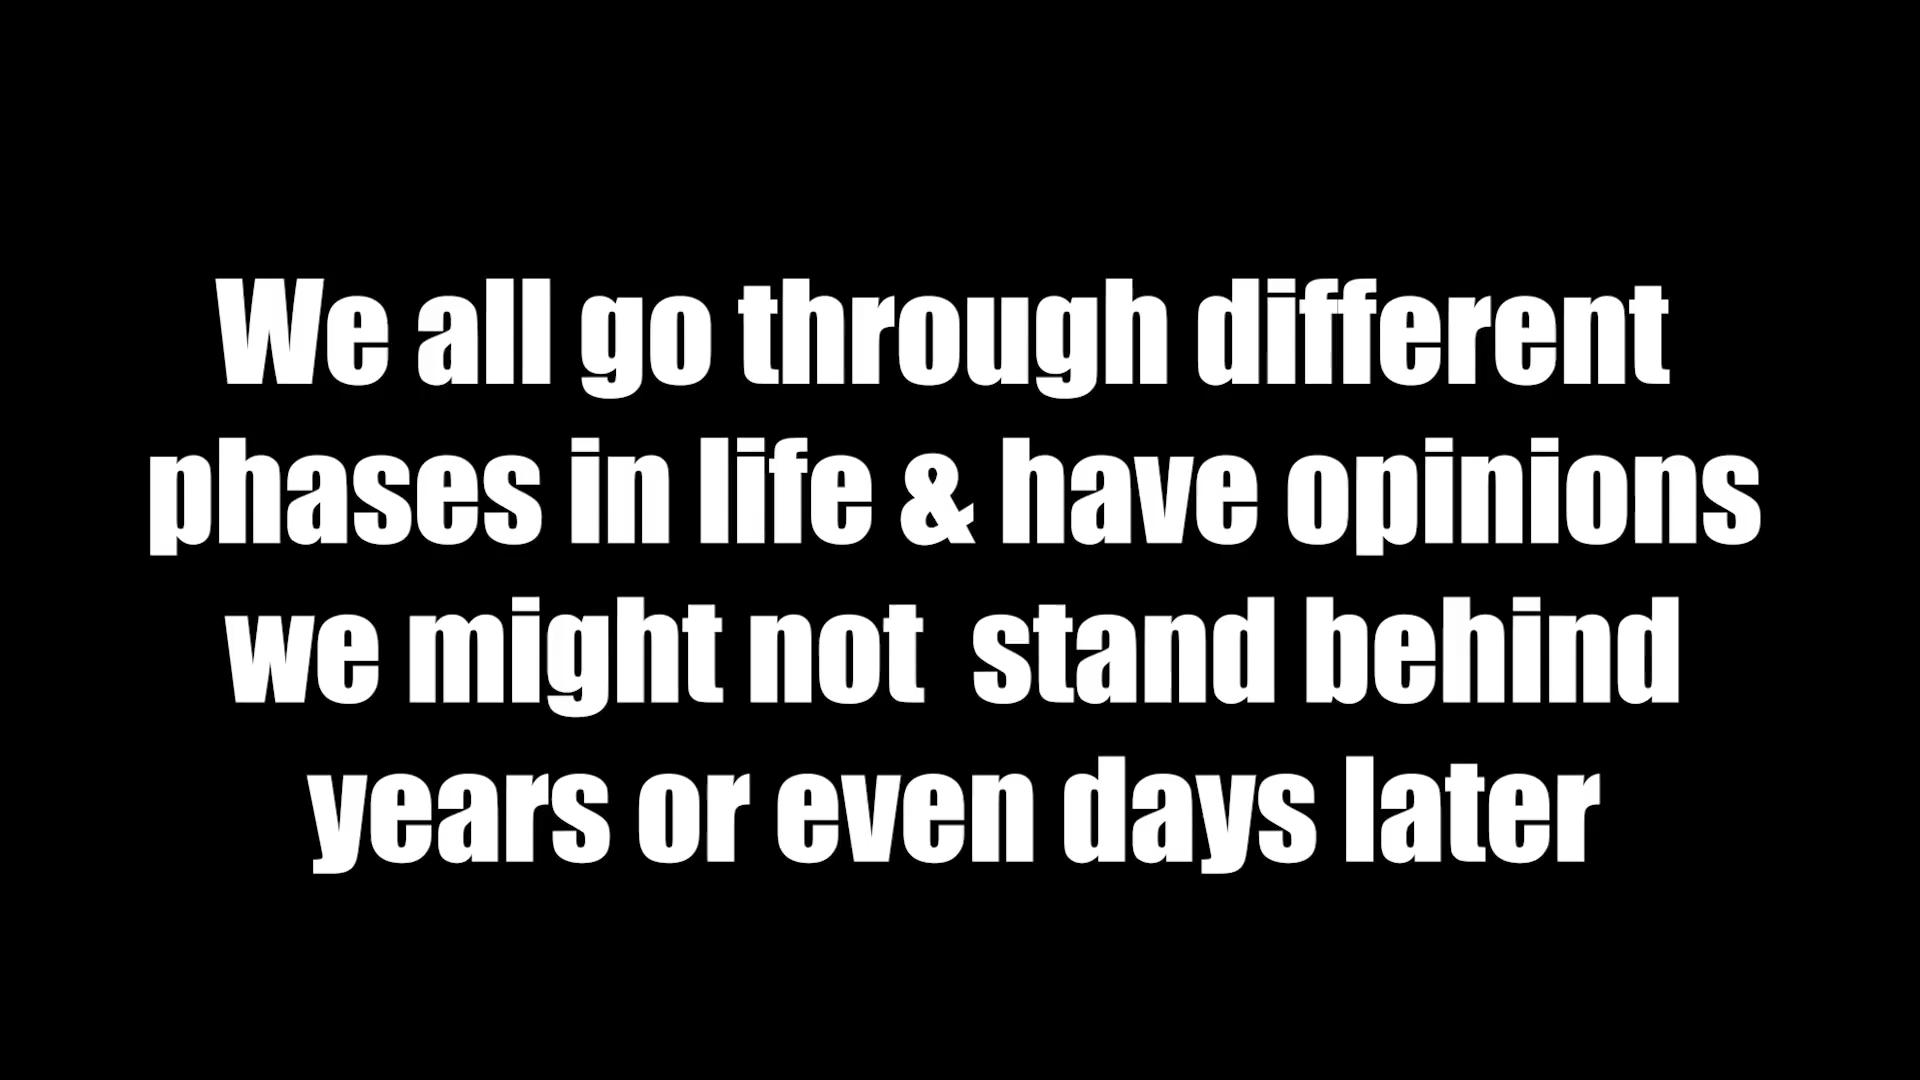 We all go through different
phases in life & have opinions
we might not  stand behind
years or even days later